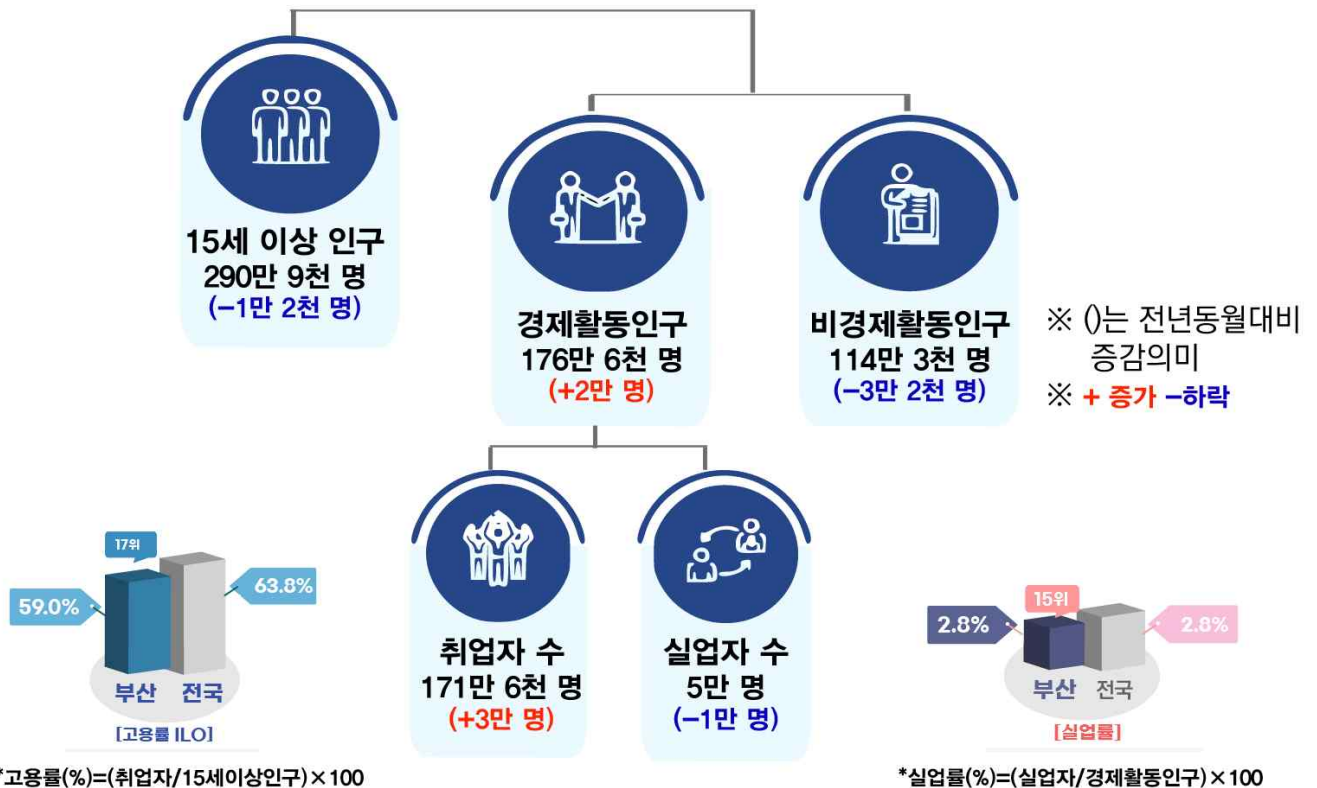 15세 이상 인구
290만 9천 명
(-1만 2천 명)
경제활동인구
176만 6천 명
(+2만 명)
비경제활동인구
114만 3천 명
(-3만 2천 명)
※ ()는 전년동월대비
증감의미
※ + 증가 -하락
취업자 수
171만 6천 명
(+3만 명)
실업자 수
5만 명
(-1만 명)
17위
59.0%
63.8%
부산 전국
[고용률 ILO]
*고용률(%)=(취업자/15세이상인구)×100
15위
2.8%
2.8%
부산 전국
[실업률]
*실업률(%)=(실업자/경제활동인구)×100